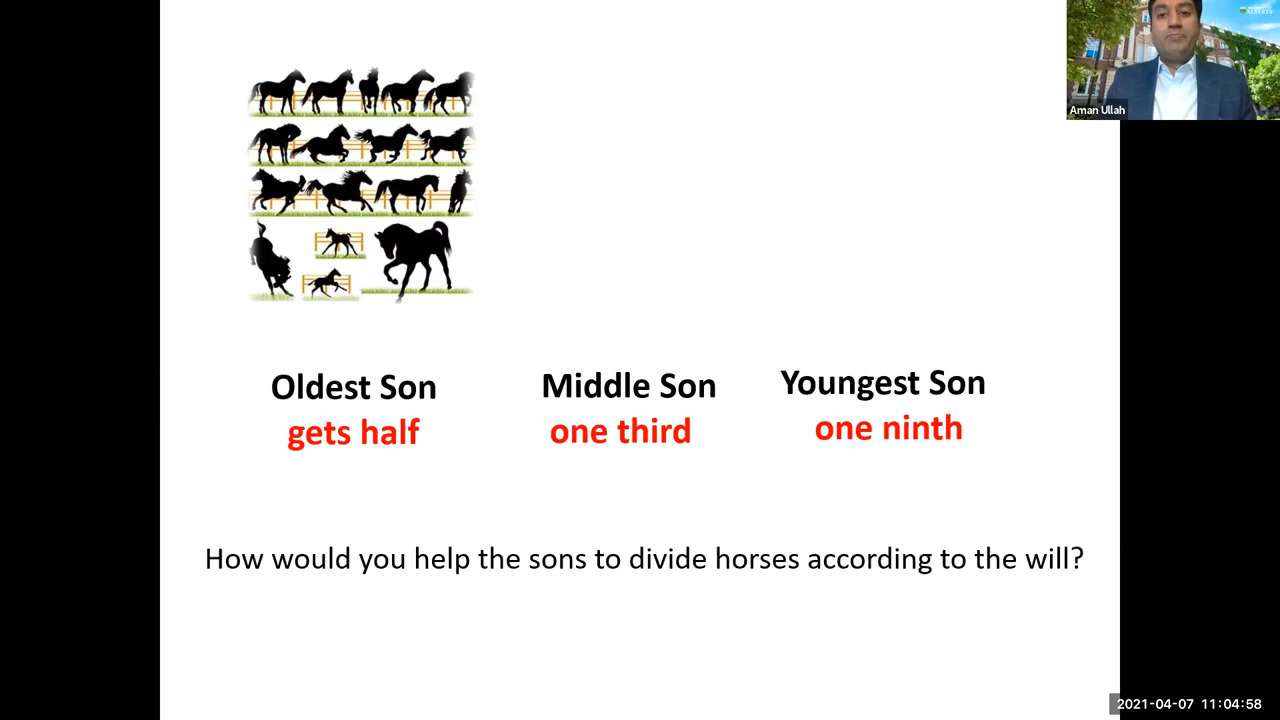 Aman Ullah
Oldest Son
gets half
Middle Son
one third
Youngest Son
one ninth
How would you help the sons to divide horses according to the will?
2021-04-07 11:04:58